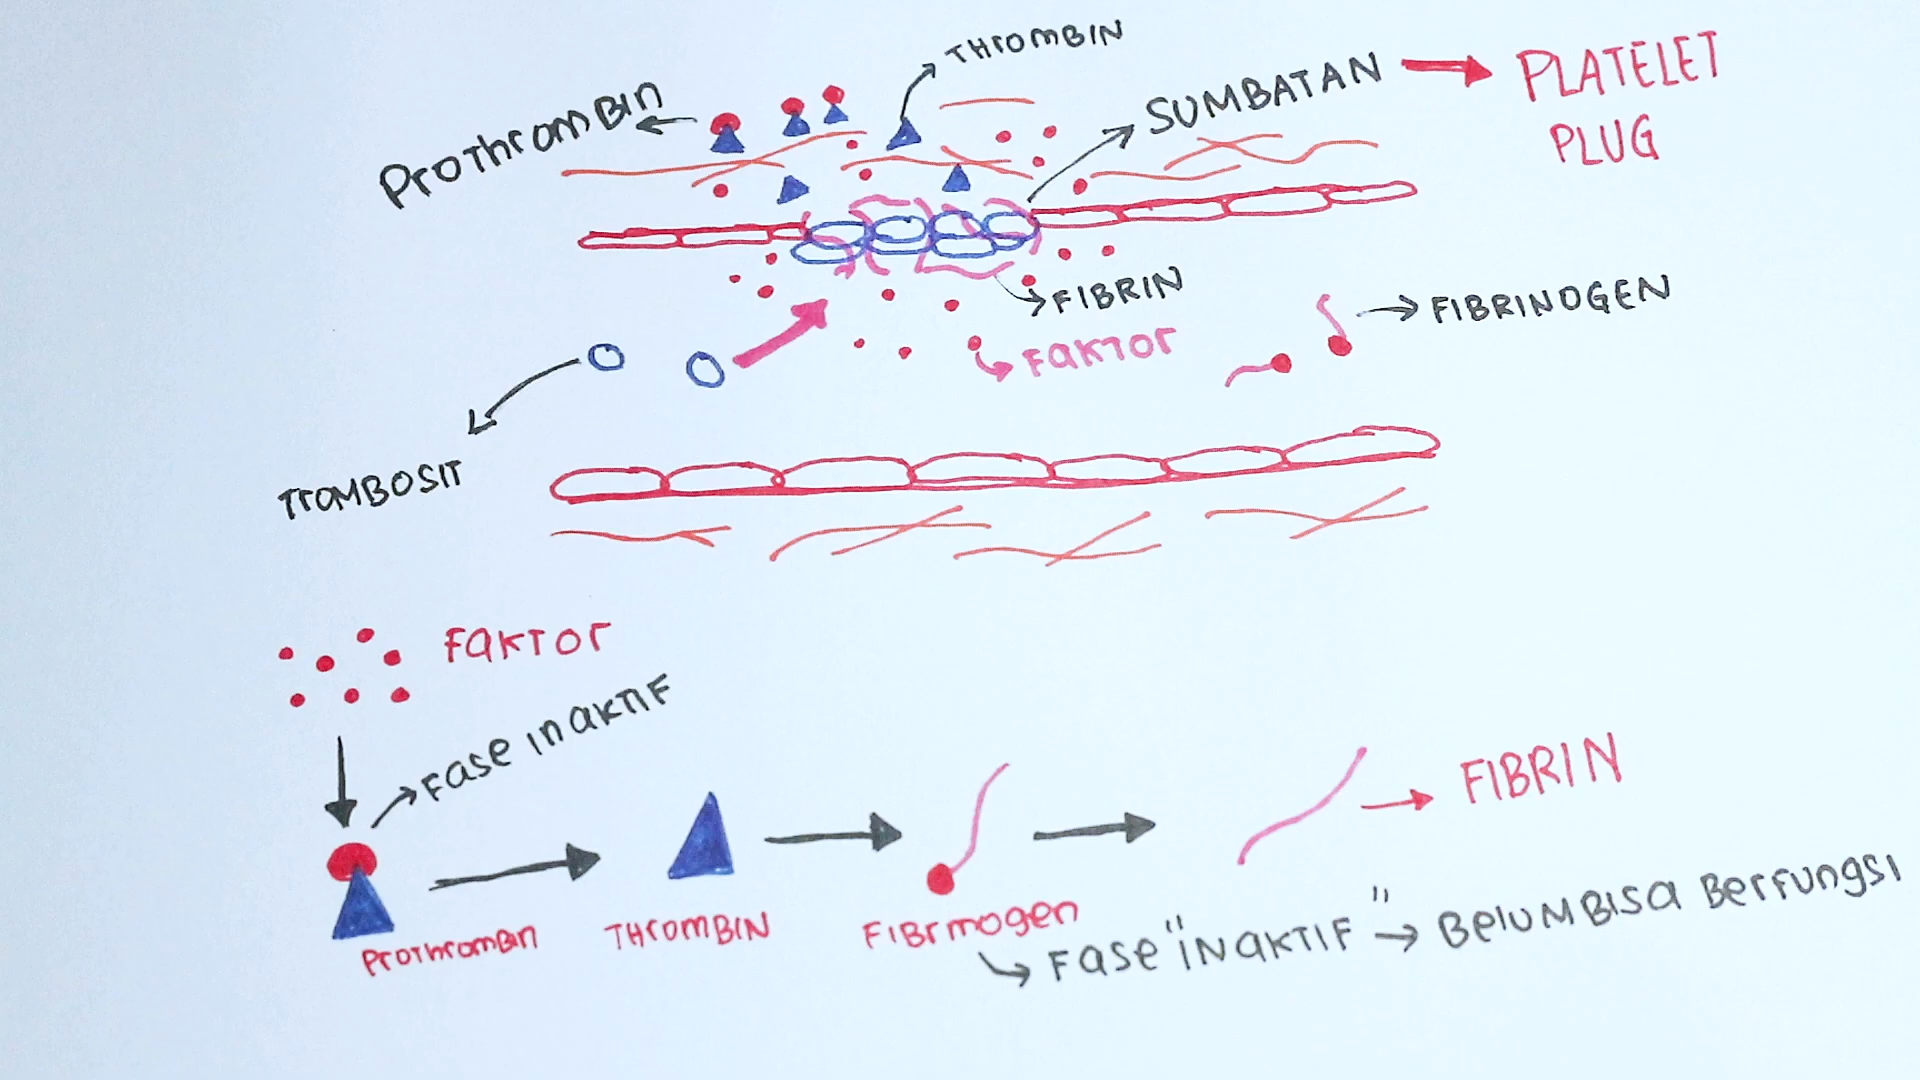 THrOMBIN
ProThromBIn
SUMBATAN
PLATELET
PLUG
FIBRIN
FaKTOr
FIBRINOGEN
TrOMBOSIT
FaKTOr
Fase InaKTIF
FIBRIN
ProThromBin
THromBIN
FIBrinogen
Fase "INaKTIF" → BelUM BISa BerFungsI